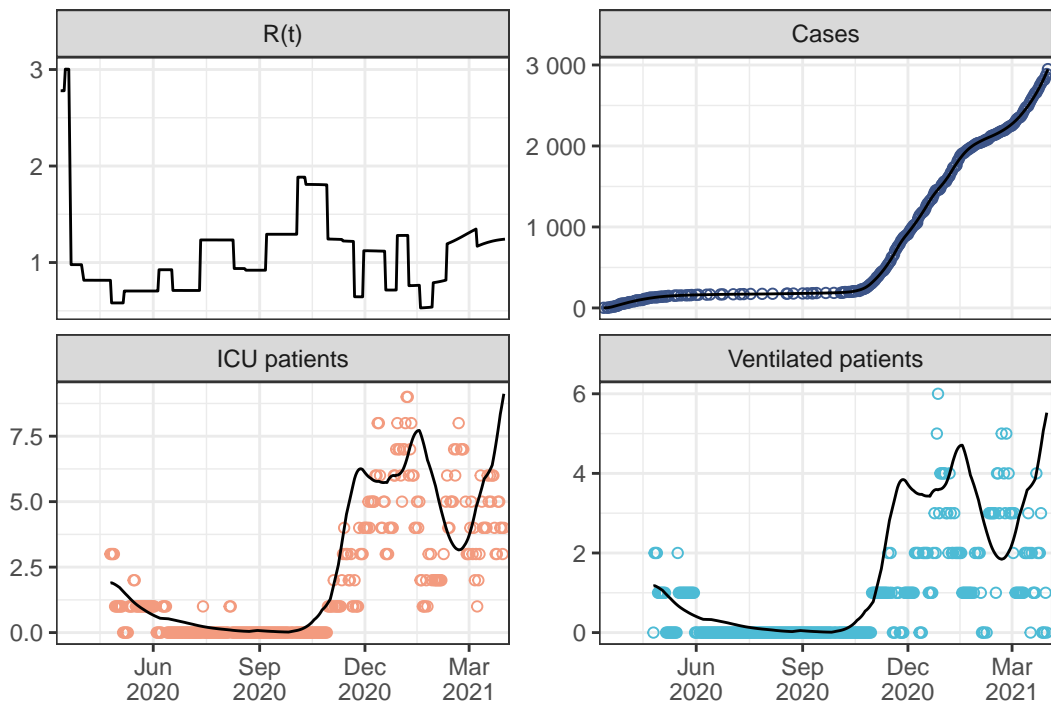 R(t)
Cases
3
2
1
3 000
2 000
1 000
0
ICU patients
Ventilated patients
7.5
5.0
2.5
0.0
6
4
2
0
Jun Sep Dec Mar
2020 2020 2020 2021
Jun Sep Dec Mar
2020 2020 2020 2021